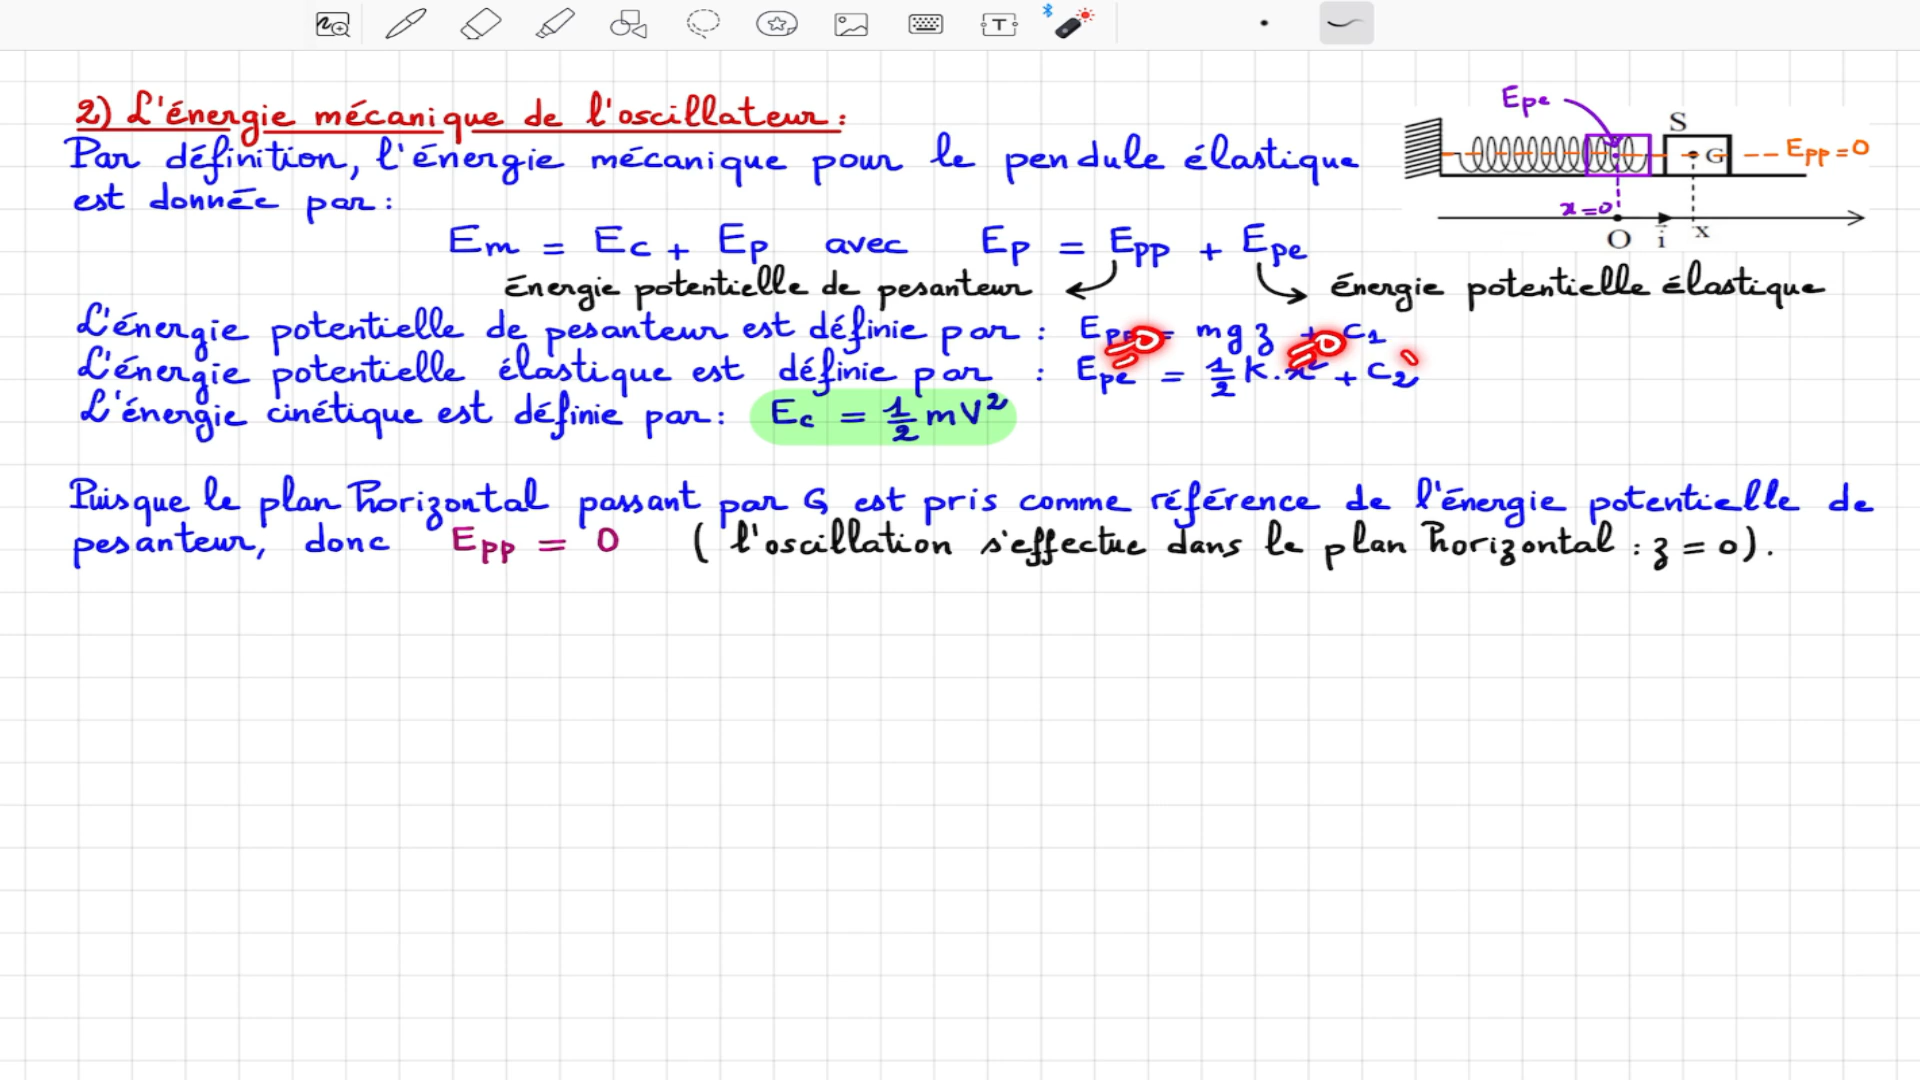 2) L'énergie mécanique de l'oscillateur :
Par définition, l'énergie mécanique pour le pendule élastique
est donnée par :
Em = Ec + Ep avec Ep = Epp + Epe
énergie potentielle de pesanteur énergie potentielle élastique
L'énergie potentielle de pesanteur est définie par : Epp = mgz + C1
=0 =0
L'énergie potentielle élastique est définie par : Epe = 1/2 K.x² + C2
L'énergie cinétique est définie par : Ec = 1/2 mV²
Puisque le plan horizontal passant par G est pris comme référence de l'énergie potentielle de
pesanteur, donc Epp = 0 ( l'oscillation s'effectue dans le plan horizontal : z = 0).
Epe
S
G
Epp = 0
x = 0
O i x
T